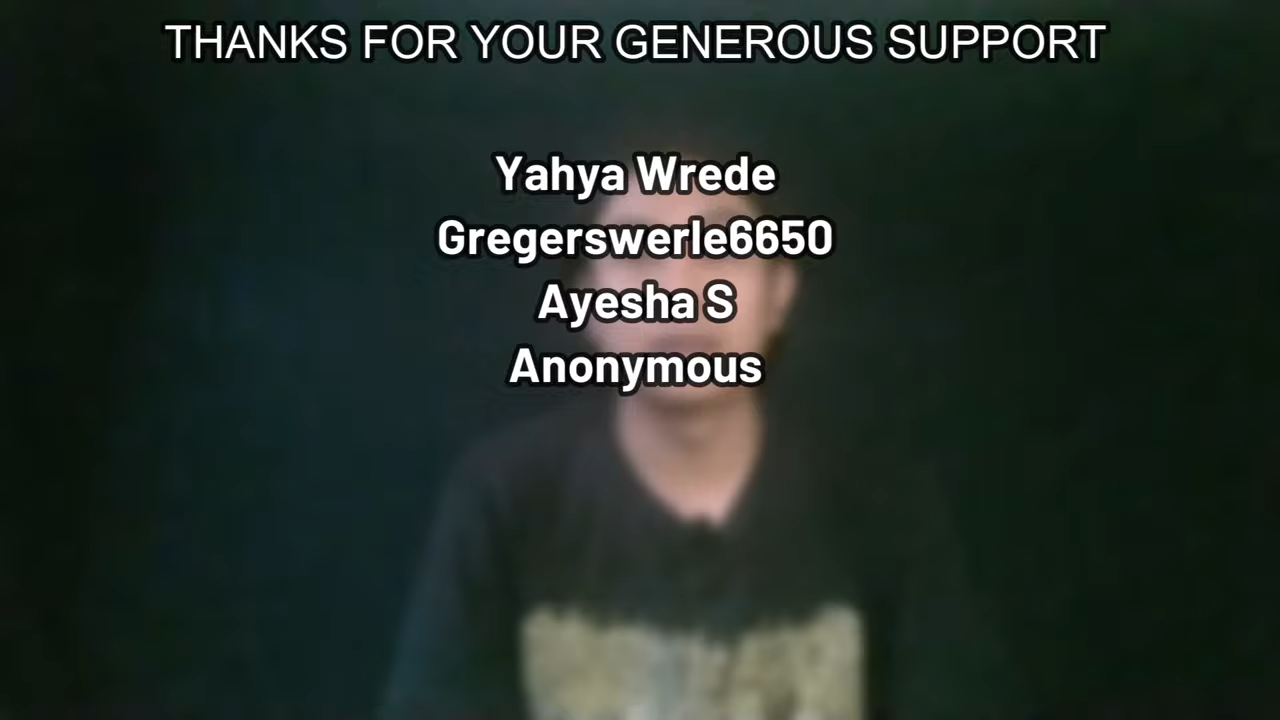 THANKS FOR YOUR GENEROUS SUPPORT
Yahya Wrede
Gregerswerle6650
Ayesha S
Anonymous